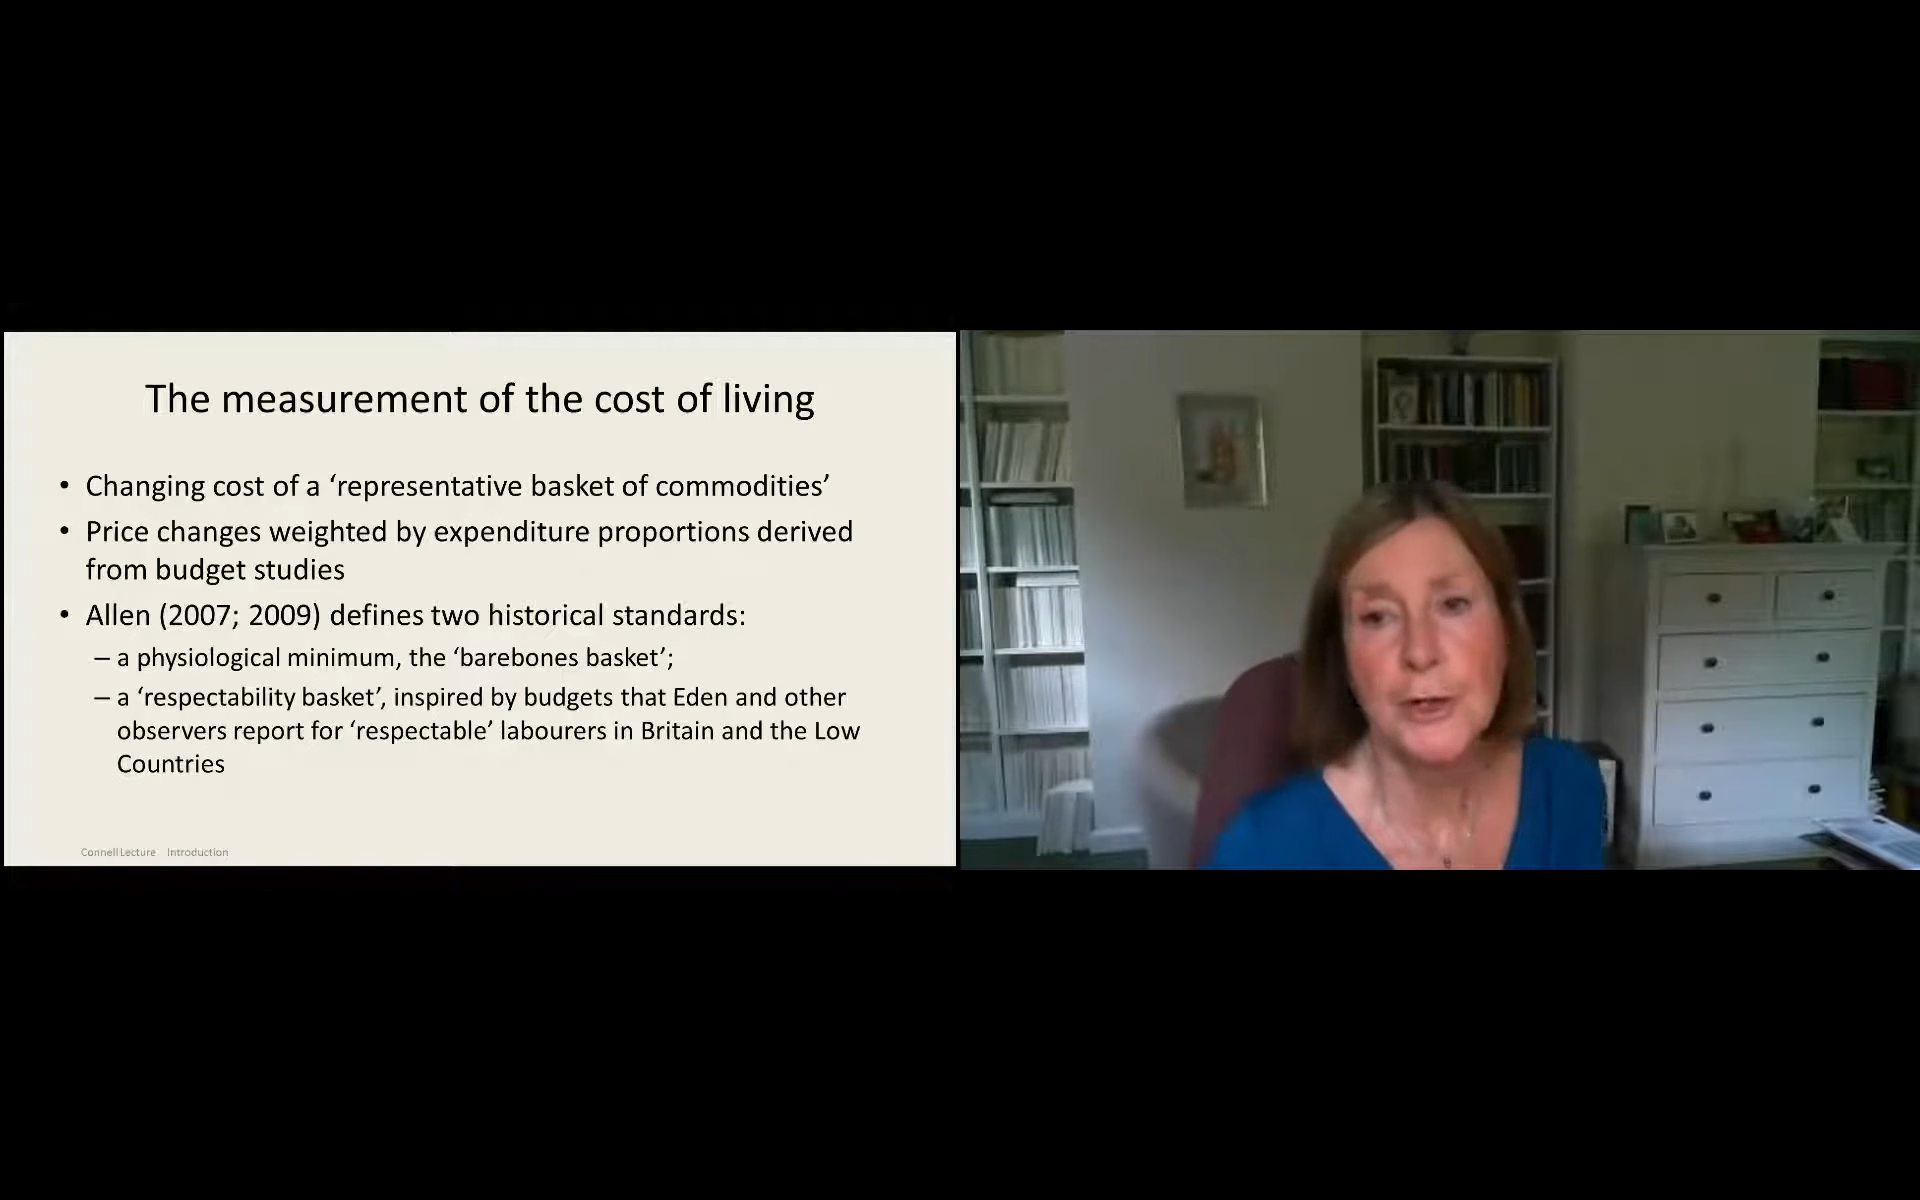 The measurement of the cost of living
• Changing cost of a ‘representative basket of commodities’
• Price changes weighted by expenditure proportions derived
from budget studies
• Allen (2007; 2009) defines two historical standards:
– a physiological minimum, the ‘barebones basket’;
– a ‘respectability basket’, inspired by budgets that Eden and other
observers report for ‘respectable’ labourers in Britain and the Low
Countries
Connell Lecture Introduction